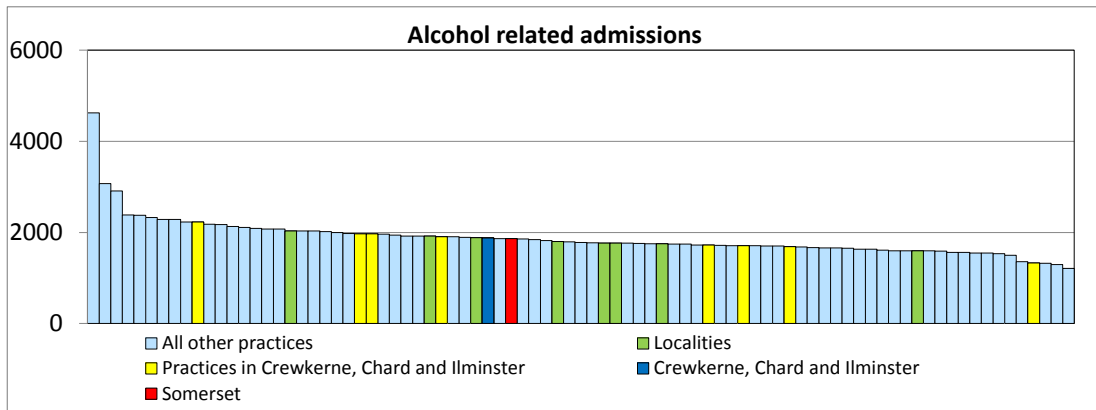 Alcohol related admissions
6000
4000
2000
0
All other practices
Localities
Practices in Crewkerne, Chard and Ilminster
Crewkerne, Chard and Ilminster
Somerset